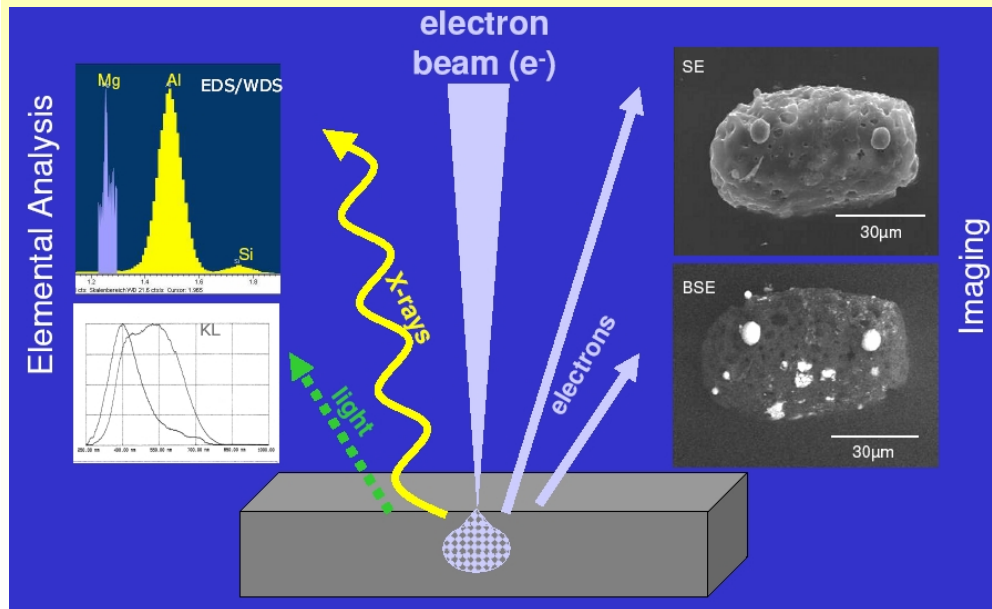 electron
beam (e-)
Elemental Analysis
Mg
Al
EDS/WDS
Si
1.2
1.4
1.6
1.8
KL
light
X-rays
electrons
SE
30µm
BSE
30µm
Imaging